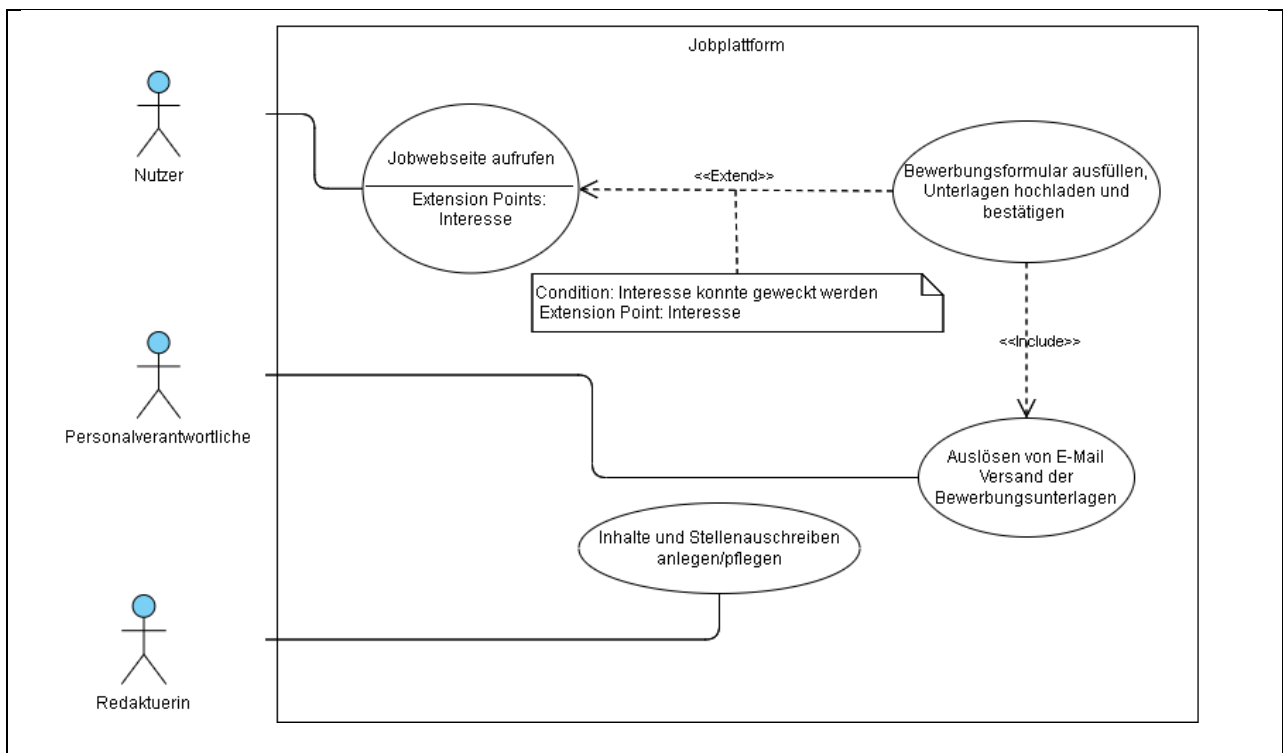 Jobplattform
Nutzer
Jobwebseite aufrufen
Extension Points:
Interesse
<<Extend>>
Bewerbungsformular ausfüllen,
Unterlagen hochladen und
bestätigen
Condition: Interesse konnte geweckt werden
Extension Point: Interesse
<<Include>>
Personalverantwortliche
Auslösen von E-Mail
Versand der
Bewerbungsunterlagen
Inhalte und Stellenauschreiben
anlegen/pflegen
Redaktuerin